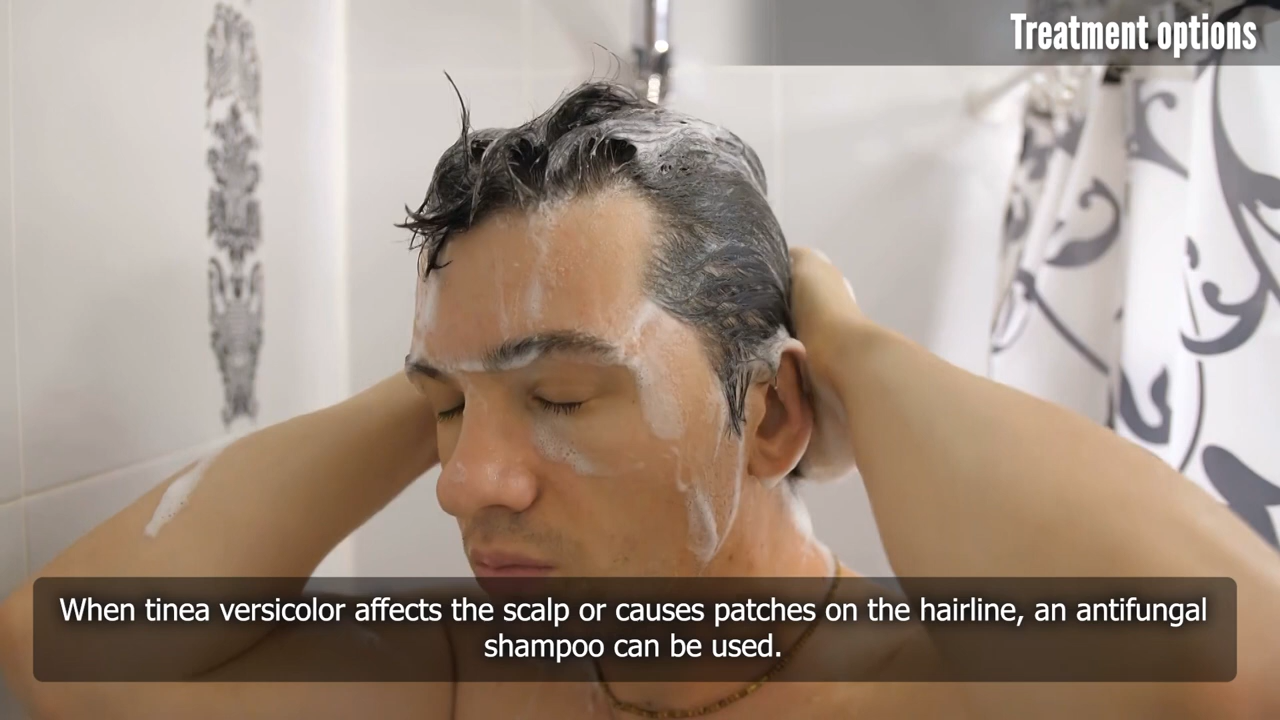 Treatment options
When tinea versicolor affects the scalp or causes patches on the hairline, an antifungal
shampoo can be used.